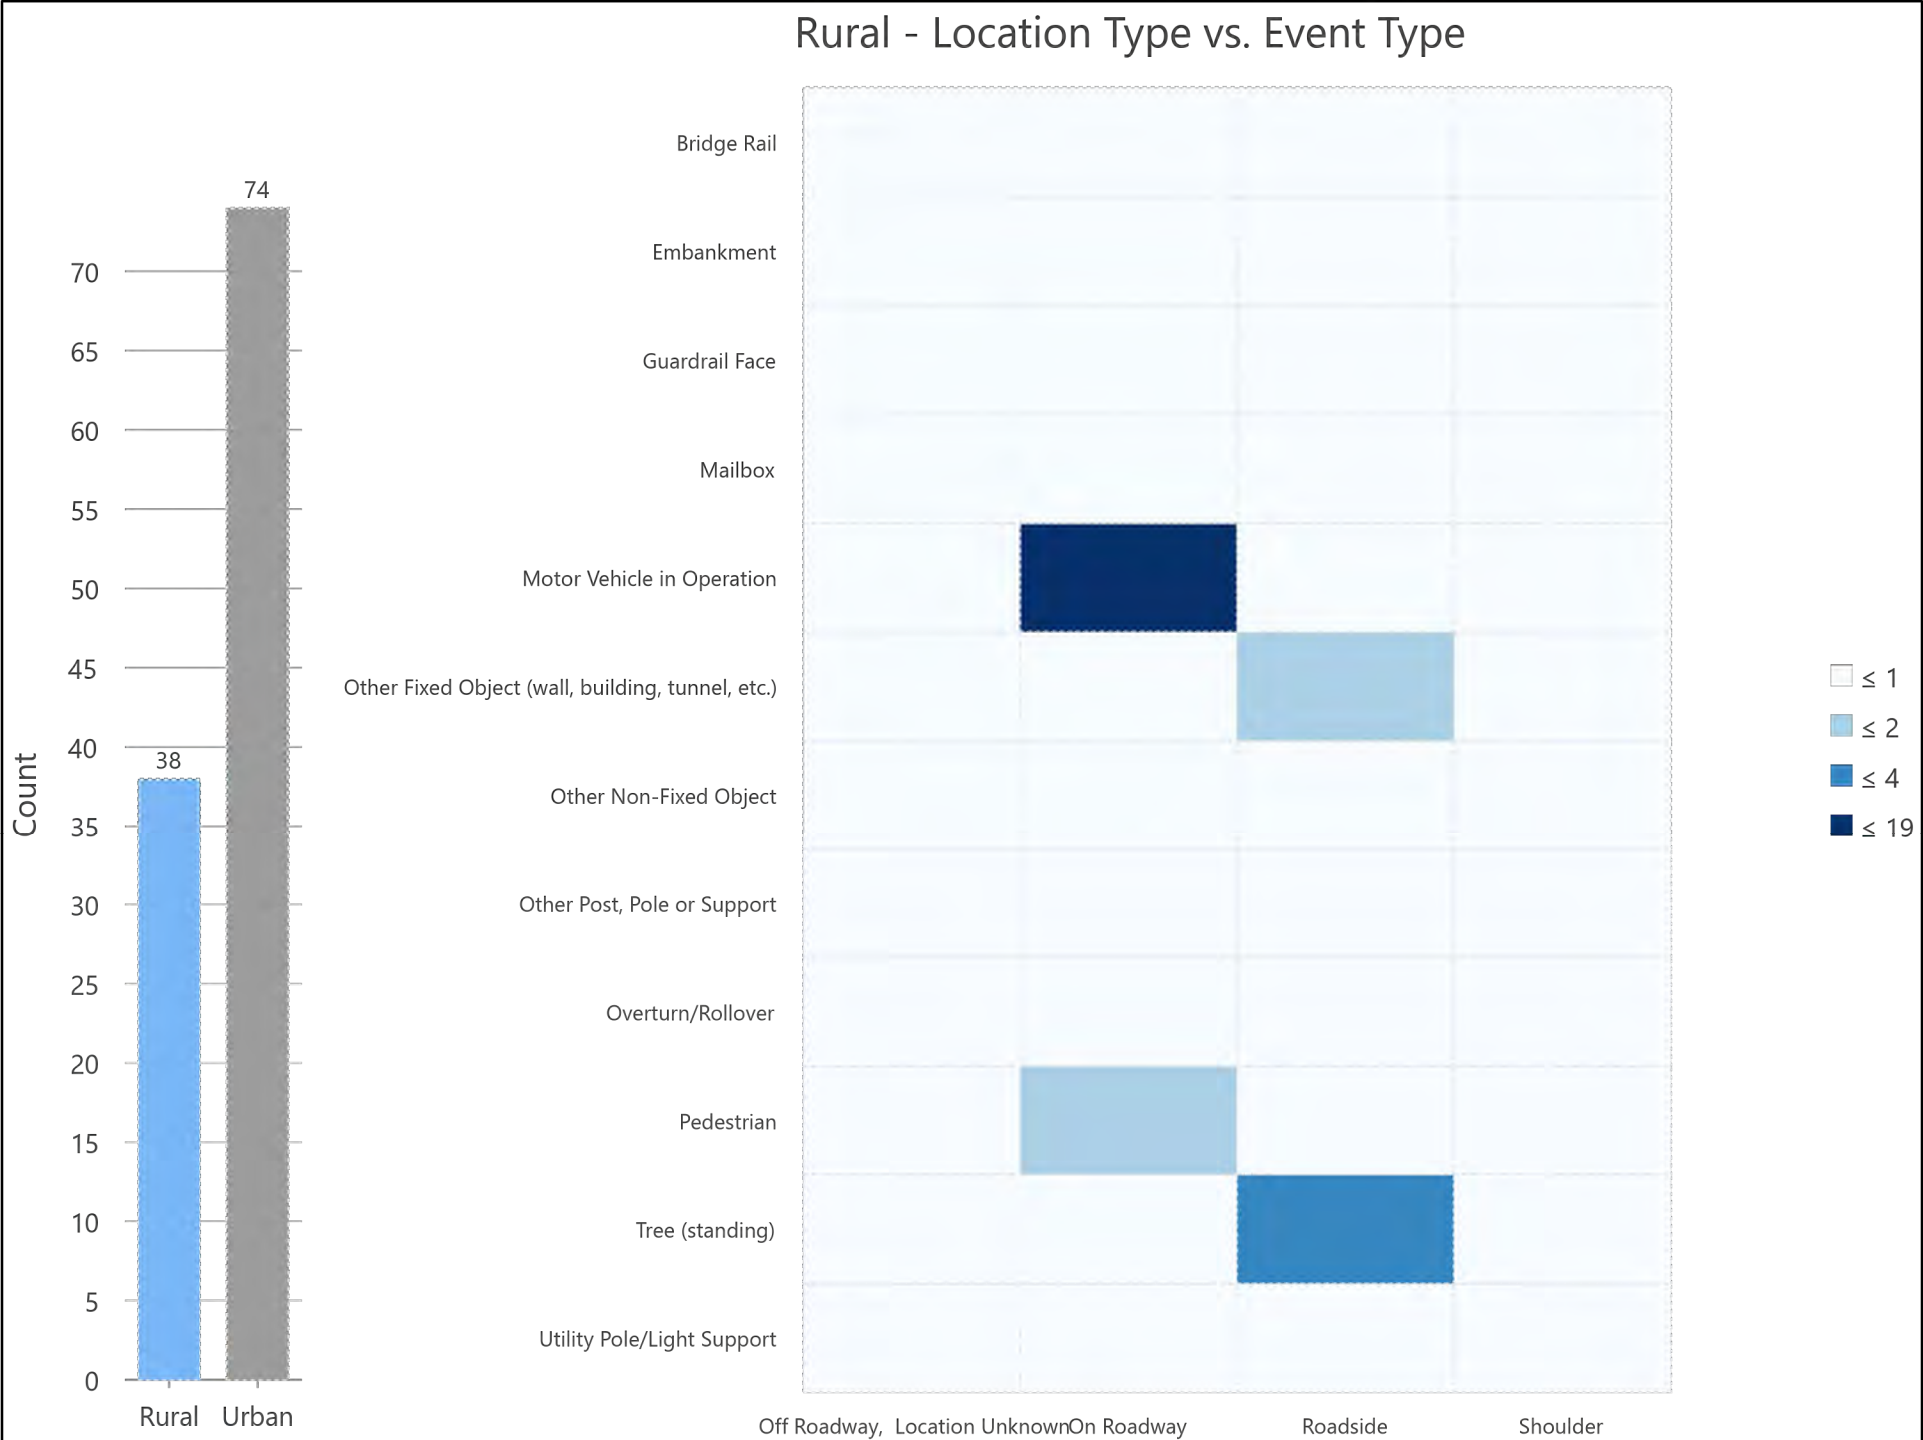 Rural - Location Type vs. Event Type
74
70
65
60
55
50
45
40
38
35
30
25
20
15
10
5
0
Count
Rural
Urban
Bridge Rail
Embankment
Guardrail Face
Mailbox
Motor Vehicle in Operation
Other Fixed Object (wall, building, tunnel, etc.)
Other Non-Fixed Object
Other Post, Pole or Support
Overturn/Rollover
Pedestrian
Tree (standing)
Utility Pole/Light Support
Off Roadway, Location Unknown
On Roadway
Roadside
Shoulder
≤ 1
≤ 2
≤ 4
≤ 19